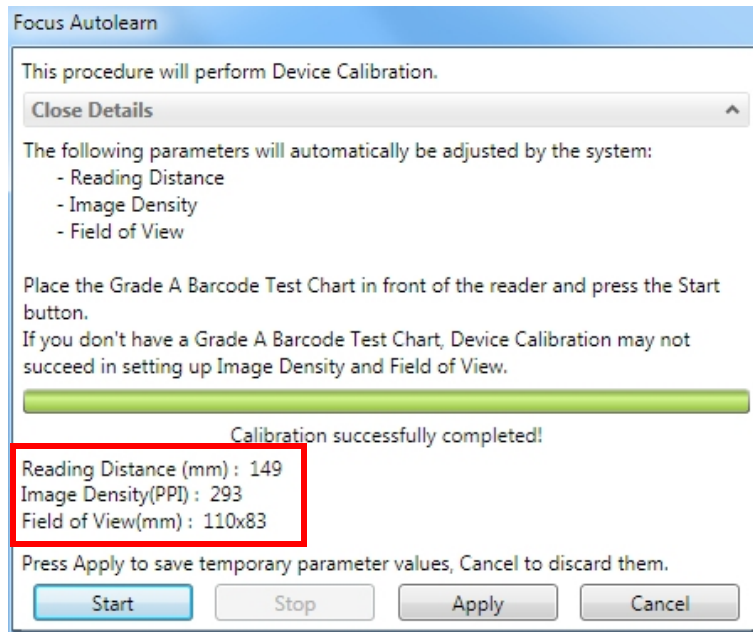 Focus Autolearn
This procedure will perform Device Calibration.
Close Details
The following parameters will automatically be adjusted by the system:
- Reading Distance
- Image Density
- Field of View
Place the Grade A Barcode Test Chart in front of the reader and press the Start
button.
If you don't have a Grade A Barcode Test Chart, Device Calibration may not
succeed in setting up Image Density and Field of View.
Calibration successfully completed!
Reading Distance (mm) : 149
Image Density(PPI) : 293
Field of View(mm) : 110x83
Press Apply to save temporary parameter values, Cancel to discard them.
Start Stop Apply Cancel